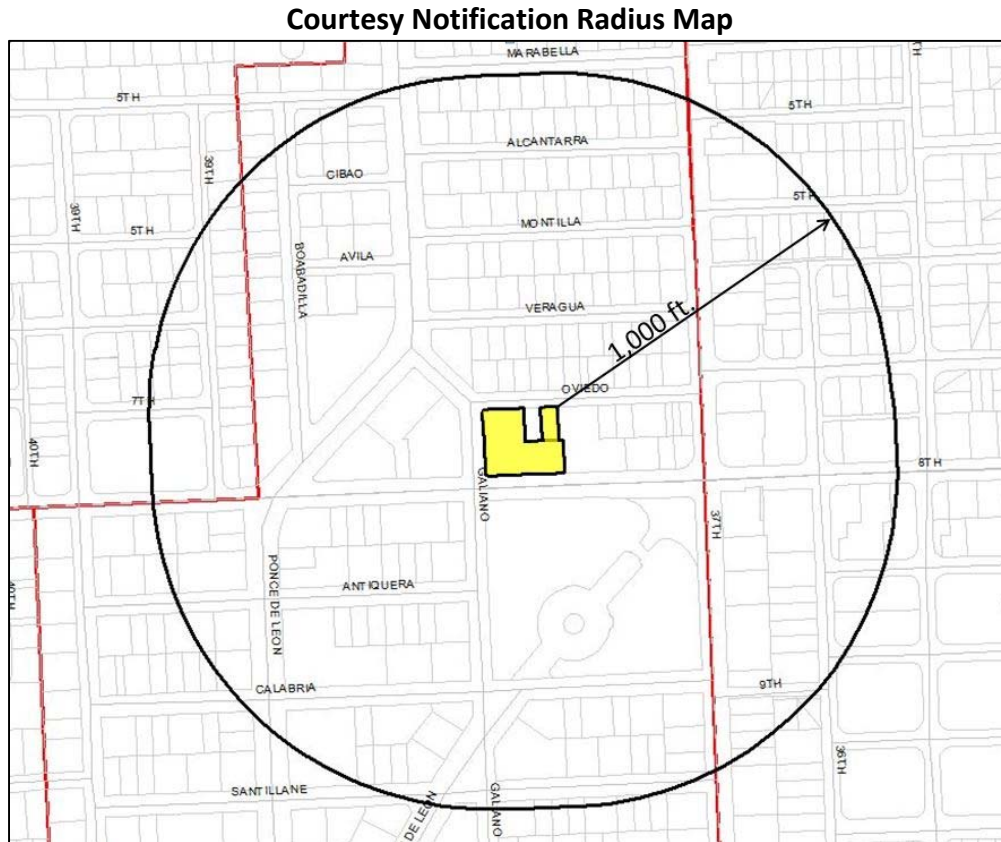 Courtesy Notification Radius Map
MARABELLA
5TH
5TH
ALCANTARRA
39TH
CIBAO
5TH
39TH
5TH
MONTILLA
BOABADILLA
AVILA
VERAGUA
1,000 ft.
OVIEDO
7TH
40TH
8TH
GALIANO
37TH
PONCE DE LEON
ANTIQUERA
CALABRIA
9TH
36TH
SANTILLANE
GALIANO
DE LEON